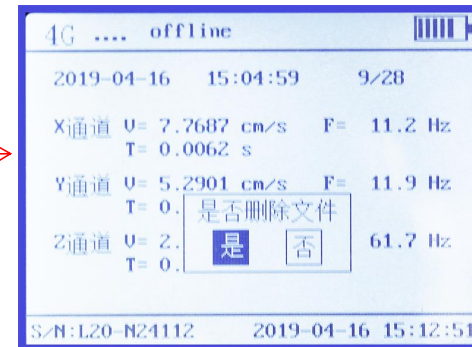 4G .... offline
2019-04-16 15:04:59 9/28
X通道 V= 7.7687 cm/s F= 11.2 Hz
T= 0.0062 s
Y通道 V= 5.2901 cm/s F= 11.9 Hz
T= 0.
是否删除文件
Z通道 V= 2. 61.7 Hz
是 否
T= 0.
S/N:L20-N24112 2019-04-16 15:12:51